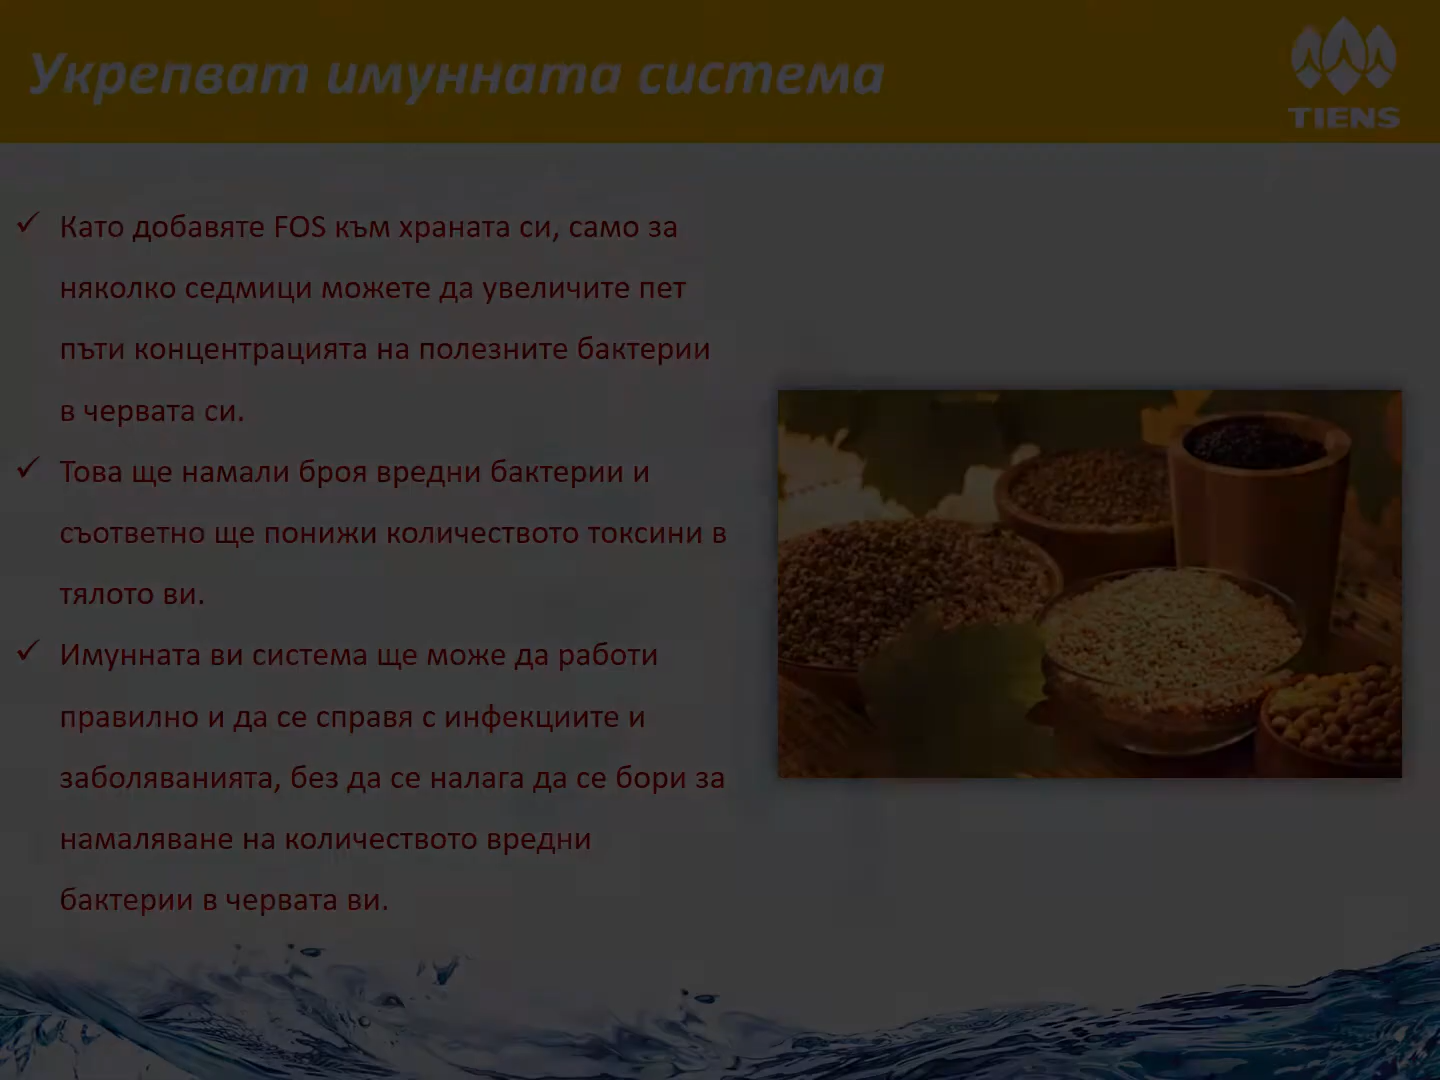 Укрепват имунната система
TIENS
✓ Като добавяте FOS към храната си, само за
няколко седмици можете да увеличите пет
пъти концентрацията на полезните бактерии
в червата си.
✓ Това ще намали броя вредни бактерии и
съответно ще понижи количеството токсини в
тялото ви.
✓ Имунната ви система ще може да работи
правилно и да се справя с инфекциите и
заболяванията, без да се налага да се бори за
намаляване на количеството вредни
бактерии в червата ви.